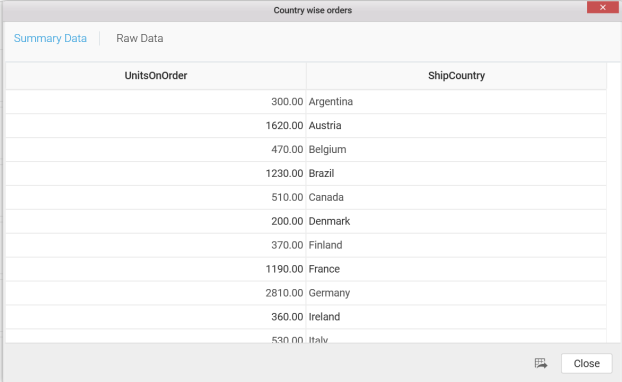 Country wise orders
Summary Data Raw Data
UnitsOnOrder ShipCountry
300.00 Argentina
1620.00 Austria
470.00 Belgium
1230.00 Brazil
510.00 Canada
200.00 Denmark
370.00 Finland
1190.00 France
2810.00 Germany
360.00 Ireland
530.00 Italy
Close